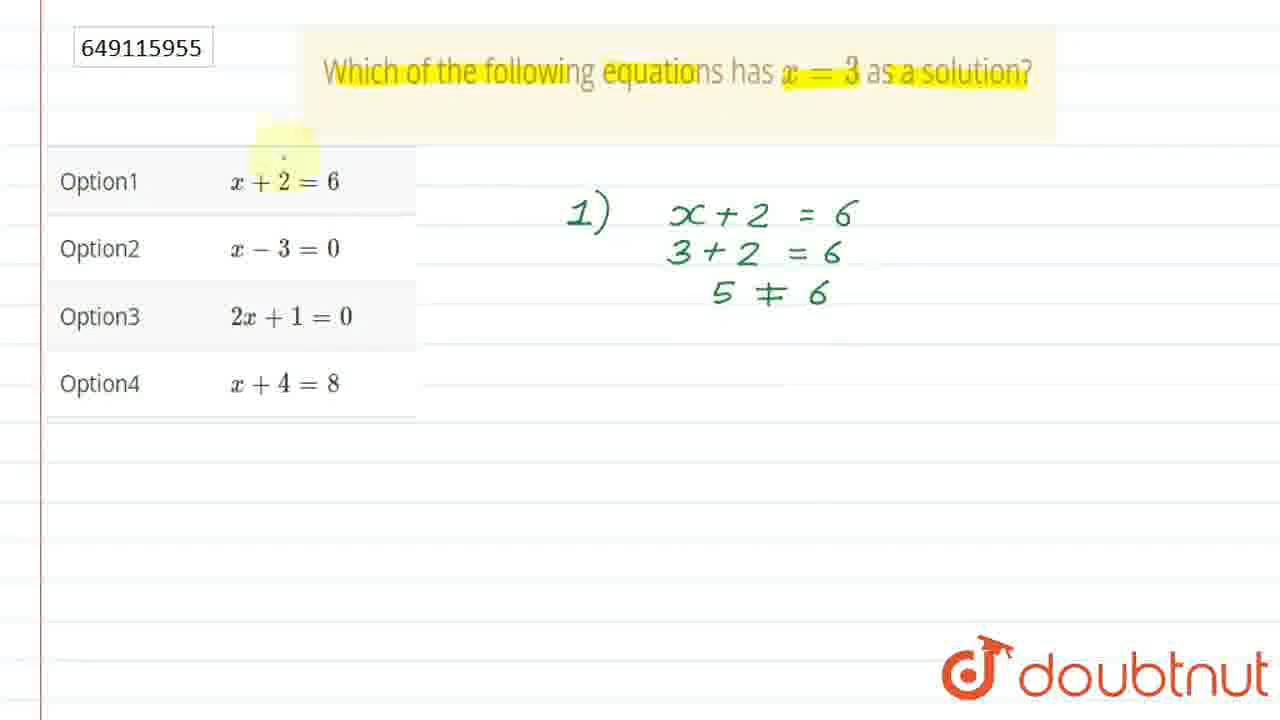 649115955
Which of the following equations has x = 3 as a solution?
Option1 x + 2 = 6
Option2 x − 3 = 0
Option3 2x + 1 = 0
Option4 x + 4 = 8
1) x + 2 = 6
3 + 2 = 6
5 ≠ 6
doubtnut